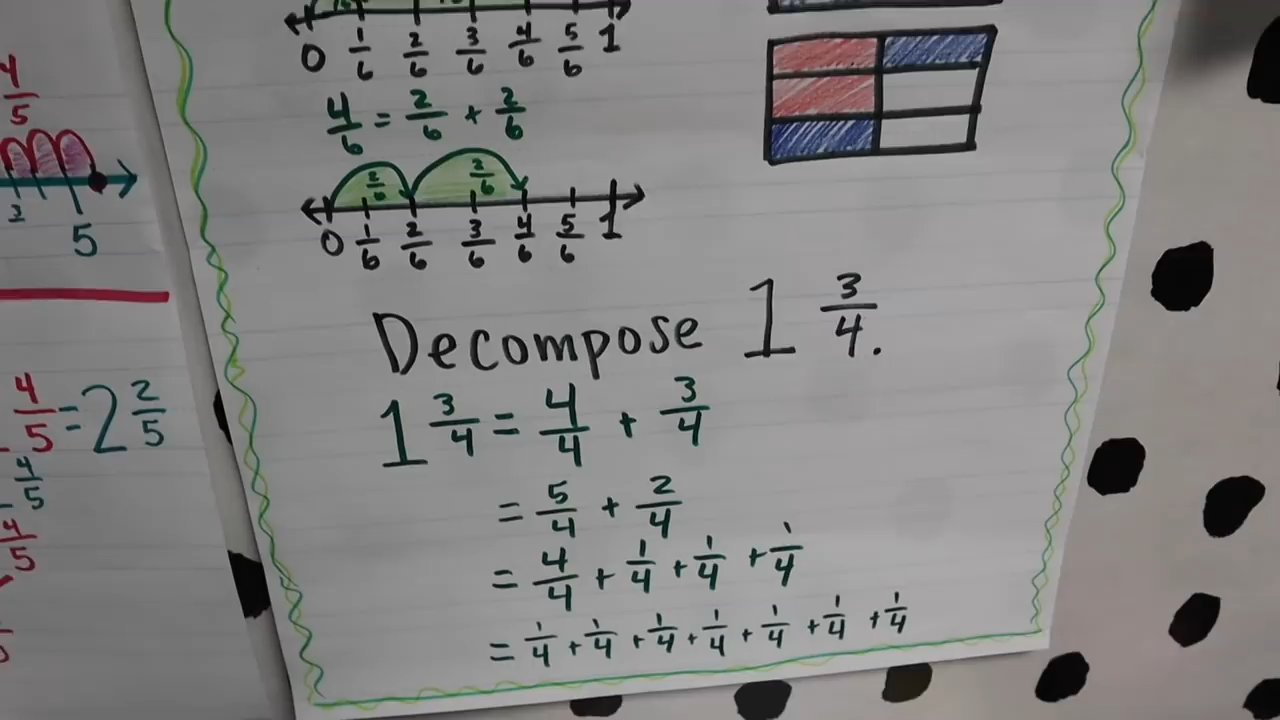 0 1/6 2/6 3/6 4/6 5/6 1
4/6 = 2/6 + 2/6
2/6 2/6
0 1/6 2/6 3/6 4/6 5/6 1
Decompose 1 3/4.
1 3/4 = 4/4 + 3/4
= 5/4 + 2/4
= 4/4 + 1/4 + 1/4 + 1/4
= 1/4 + 1/4 + 1/4 + 1/4 + 1/4 + 1/4 + 1/4
4/5
5
4/5 = 2 2/5
4/5
4/5